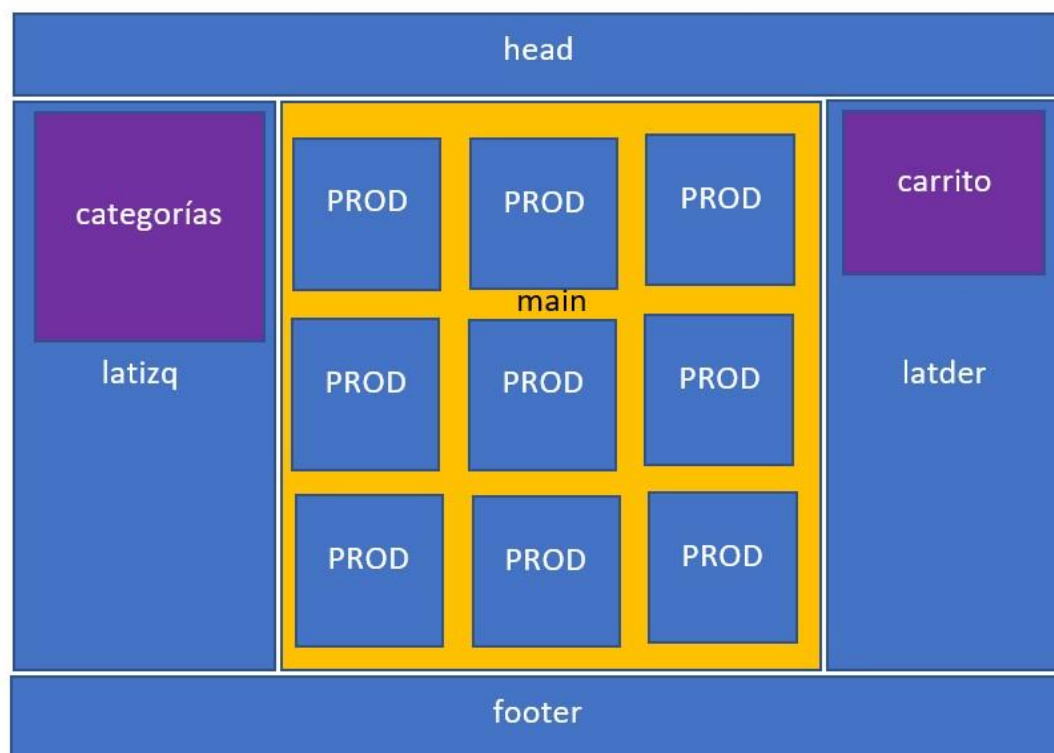 head
categorías
latizq
PROD PROD PROD
main
PROD PROD PROD
PROD PROD PROD
carrito
latder
footer